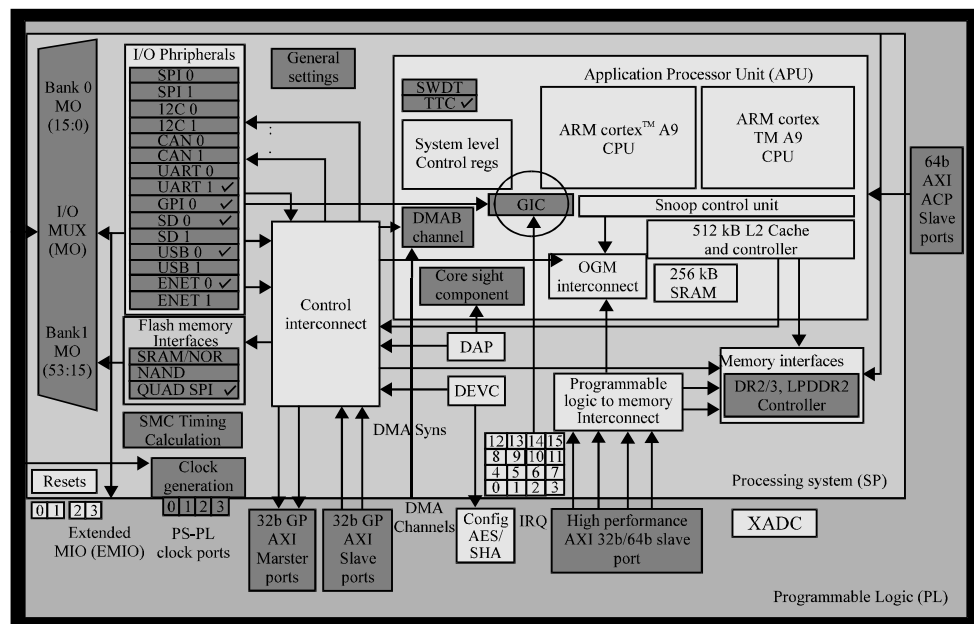 I/O Phripherals
SPI 0
SPI 1
I2C 0
I2C 1
CAN 0
CAN 1
UART 0
UART 1 ✓
GPI 0 ✓
SD 0 ✓
SD 1
USB 0 ✓
USB 1
ENET 0 ✓
ENET 1
Bank 0
MO
(15:0)
I/O
MUX
(MO)
Bank1
MO
(53:15)
General
settings
Application Processor Unit (APU)
SWDT
TTC ✓
System level
Control regs
ARM cortex™ A9
CPU
ARM cortex
TM A9
CPU
64b
AXI
ACP
Slave
ports
GIC
Snoop control unit
DMAB
channel
512 kB L2 Cache
and controller
OGM
interconnect
256 kB
SRAM
Core sight
component
Control
interconnect
Flash memory
Interfaces
SRAM/NOR
NAND
QUAD SPI ✓
DAP
DEVC
Memory interfaces
DR2/3, LPDDR2
Controller
Programmable
logic to memory
Interconnect
SMC Timing
Calculation
DMA Syns
12 13 14 15
8 9 10 11
4 5 6 7
0 1 2 3
Clock
generation
0 1 2 3
Resets
0 1 2 3
Processing system (SP)
Extended
MIO (EMIO)
PS-PL
clock ports
32b GP
AXI
Marster
ports
32b GP
AXI
Slave
ports
DMA
Channels
Config
AES/
SHA
IRQ
High performance
AXI 32b/64b slave
port
XADC
Programmable Logic (PL)